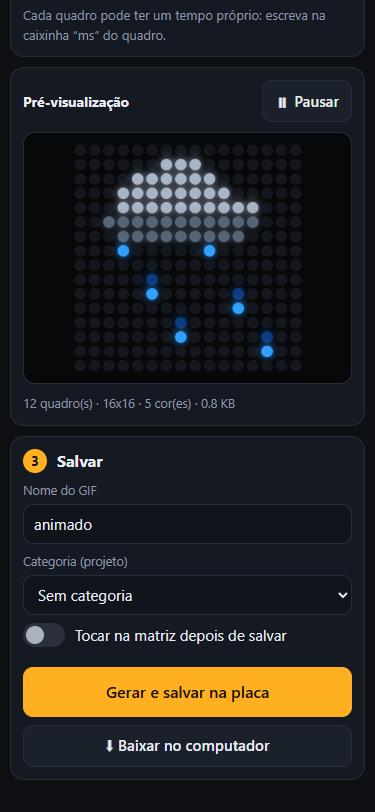 Cada quadro pode ter um tempo próprio: escreva na
caixinha “ms” do quadro.
Pré-visualização
Pausar
12 quadro(s) · 16x16 · 5 cor(es) · 0.8 KB
3 Salvar
Nome do GIF
animado
Categoria (projeto)
Sem categoria
Tocar na matriz depois de salvar
Gerar e salvar na placa
Baixar no computador